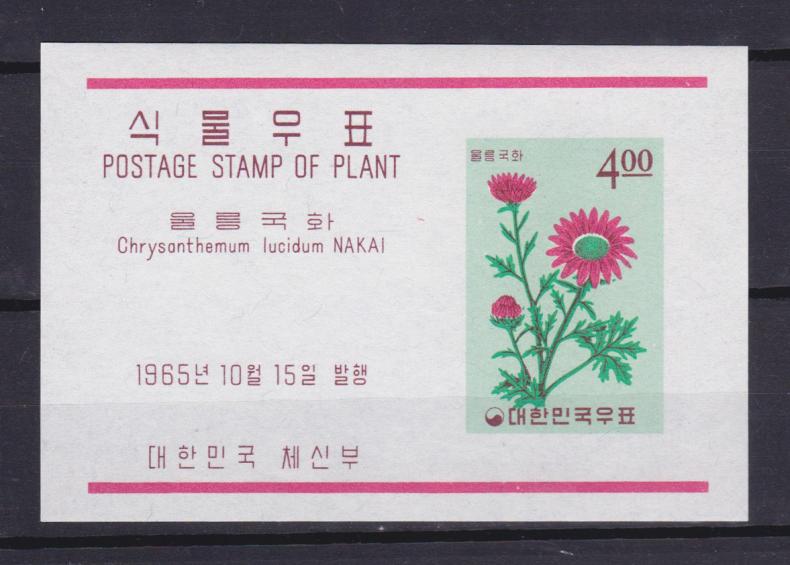 식물우표
POSTAGE STAMP OF PLANT
울릉국화
Chrysanthemum lucidum NAKAI
1965년 10월 15일 발행
대한민국 체신부
울릉국화
4.00
대한민국우표